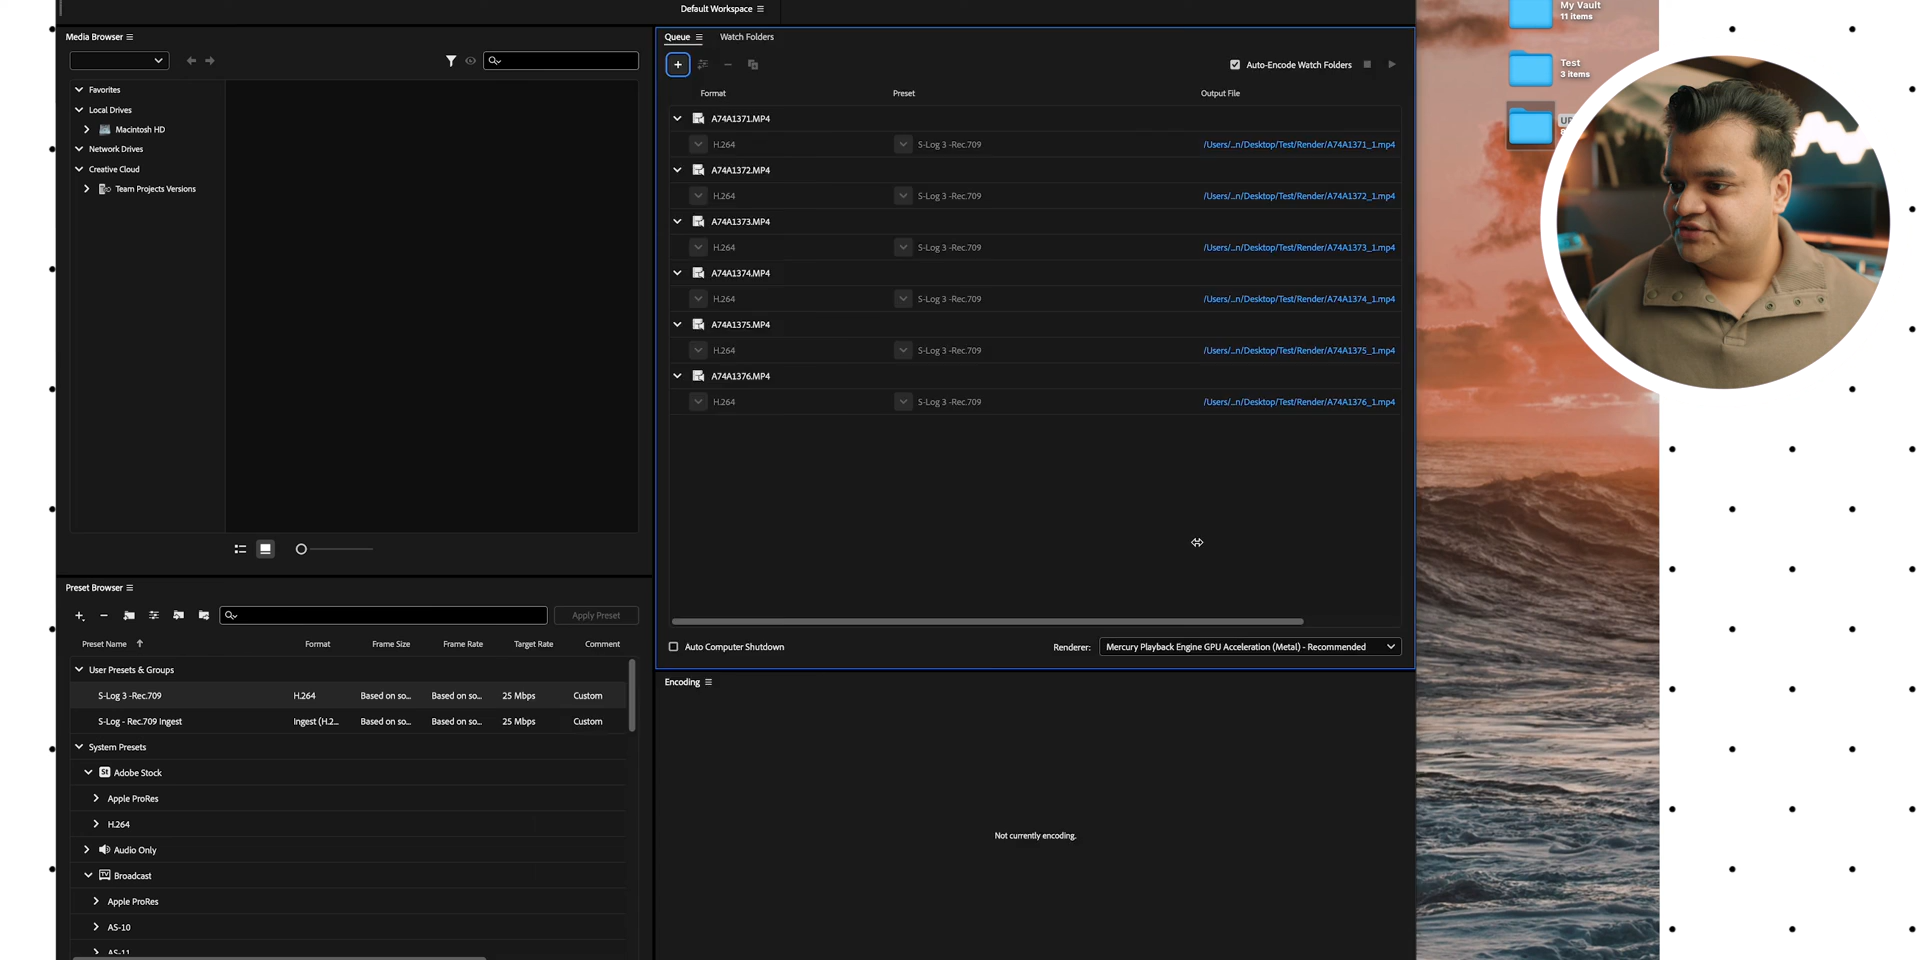 Default Workspace
Media Browser
Favorites
Local Drives
Macintosh HD
Network Drives
Creative Cloud
Team Projects Versions
Queue
Watch Folders
Auto-Encode Watch Folders
Format
Preset
Output File
A74A1371.MP4
H.264
S-Log 3 -Rec.709
/Users/...n/Desktop/Test/Render/A74A1371_1.mp4
A74A1372.MP4
H.264
S-Log 3 -Rec.709
/Users/...n/Desktop/Test/Render/A74A1372_1.mp4
A74A1373.MP4
H.264
S-Log 3 -Rec.709
/Users/...n/Desktop/Test/Render/A74A1373_1.mp4
A74A1374.MP4
H.264
S-Log 3 -Rec.709
/Users/...n/Desktop/Test/Render/A74A1374_1.mp4
A74A1375.MP4
H.264
S-Log 3 -Rec.709
/Users/...n/Desktop/Test/Render/A74A1375_1.mp4
A74A1376.MP4
H.264
S-Log 3 -Rec.709
/Users/...n/Desktop/Test/Render/A74A1376_1.mp4
Auto Computer Shutdown
Renderer:
Mercury Playback Engine GPU Acceleration (Metal) - Recommended
My Vault
11 items
Test
3 items
Preset Browser
Apply Preset
Preset Name
Format
Frame Size
Frame Rate
Target Rate
Comment
User Presets & Groups
S-Log 3 -Rec.709
H.264
Based on so...
Based on so...
25 Mbps
Custom
S-Log - Rec.709 Ingest
Ingest (H.2...
Based on so...
Based on so...
25 Mbps
Custom
System Presets
St Adobe Stock
Apple ProRes
H.264
Audio Only
TV Broadcast
Apple ProRes
AS-10
AS-11
Encoding
Not currently encoding.